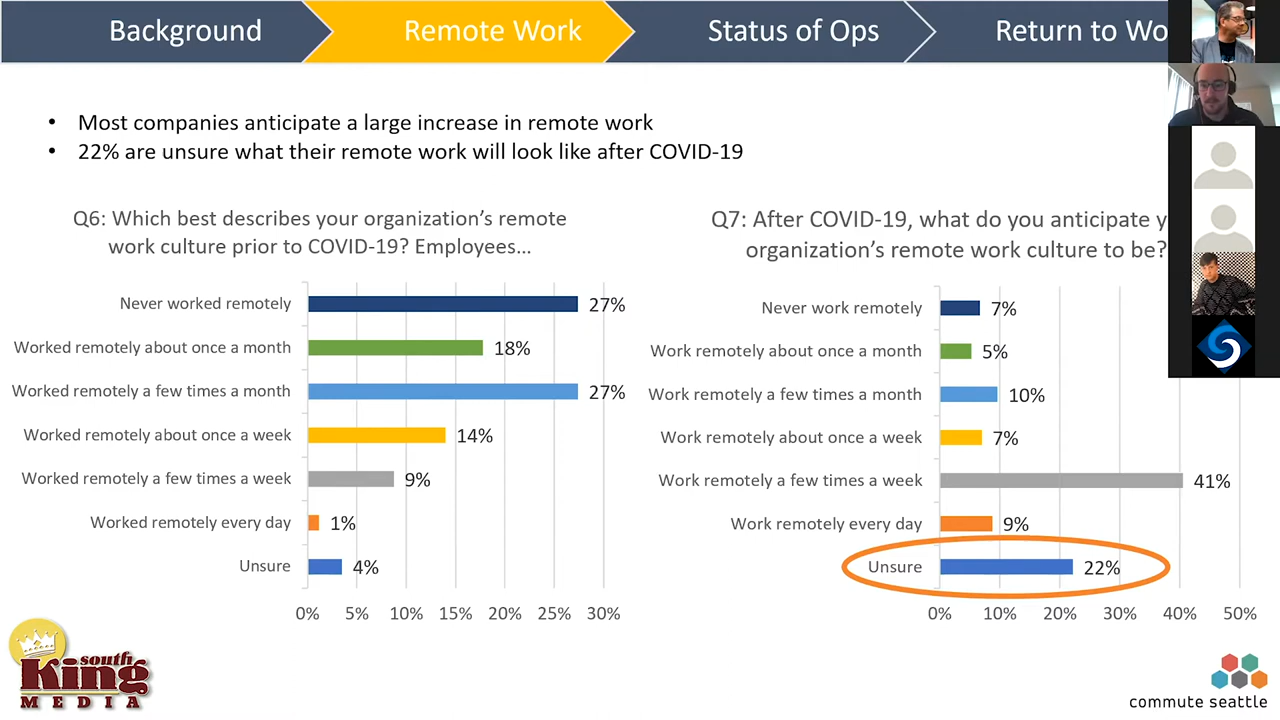 Background
Remote Work
Status of Ops
Return to Wo
• Most companies anticipate a large increase in remote work
• 22% are unsure what their remote work will look like after COVID-19
Q6: Which best describes your organization's remote
work culture prior to COVID-19? Employees...
Never worked remotely 27%
Worked remotely about once a month 18%
Worked remotely a few times a month 27%
Worked remotely about once a week 14%
Worked remotely a few times a week 9%
Worked remotely every day 1%
Unsure 4%
0% 5% 10% 15% 20% 25% 30%
Q7: After COVID-19, what do you anticipate y
organization's remote work culture to be?
Never work remotely 7%
Work remotely about once a month 5%
Work remotely a few times a month 10%
Work remotely about once a week 7%
Work remotely a few times a week 41%
Work remotely every day 9%
Unsure 22%
0% 10% 20% 30% 40% 50%
south
King
MEDIA
commute seattle